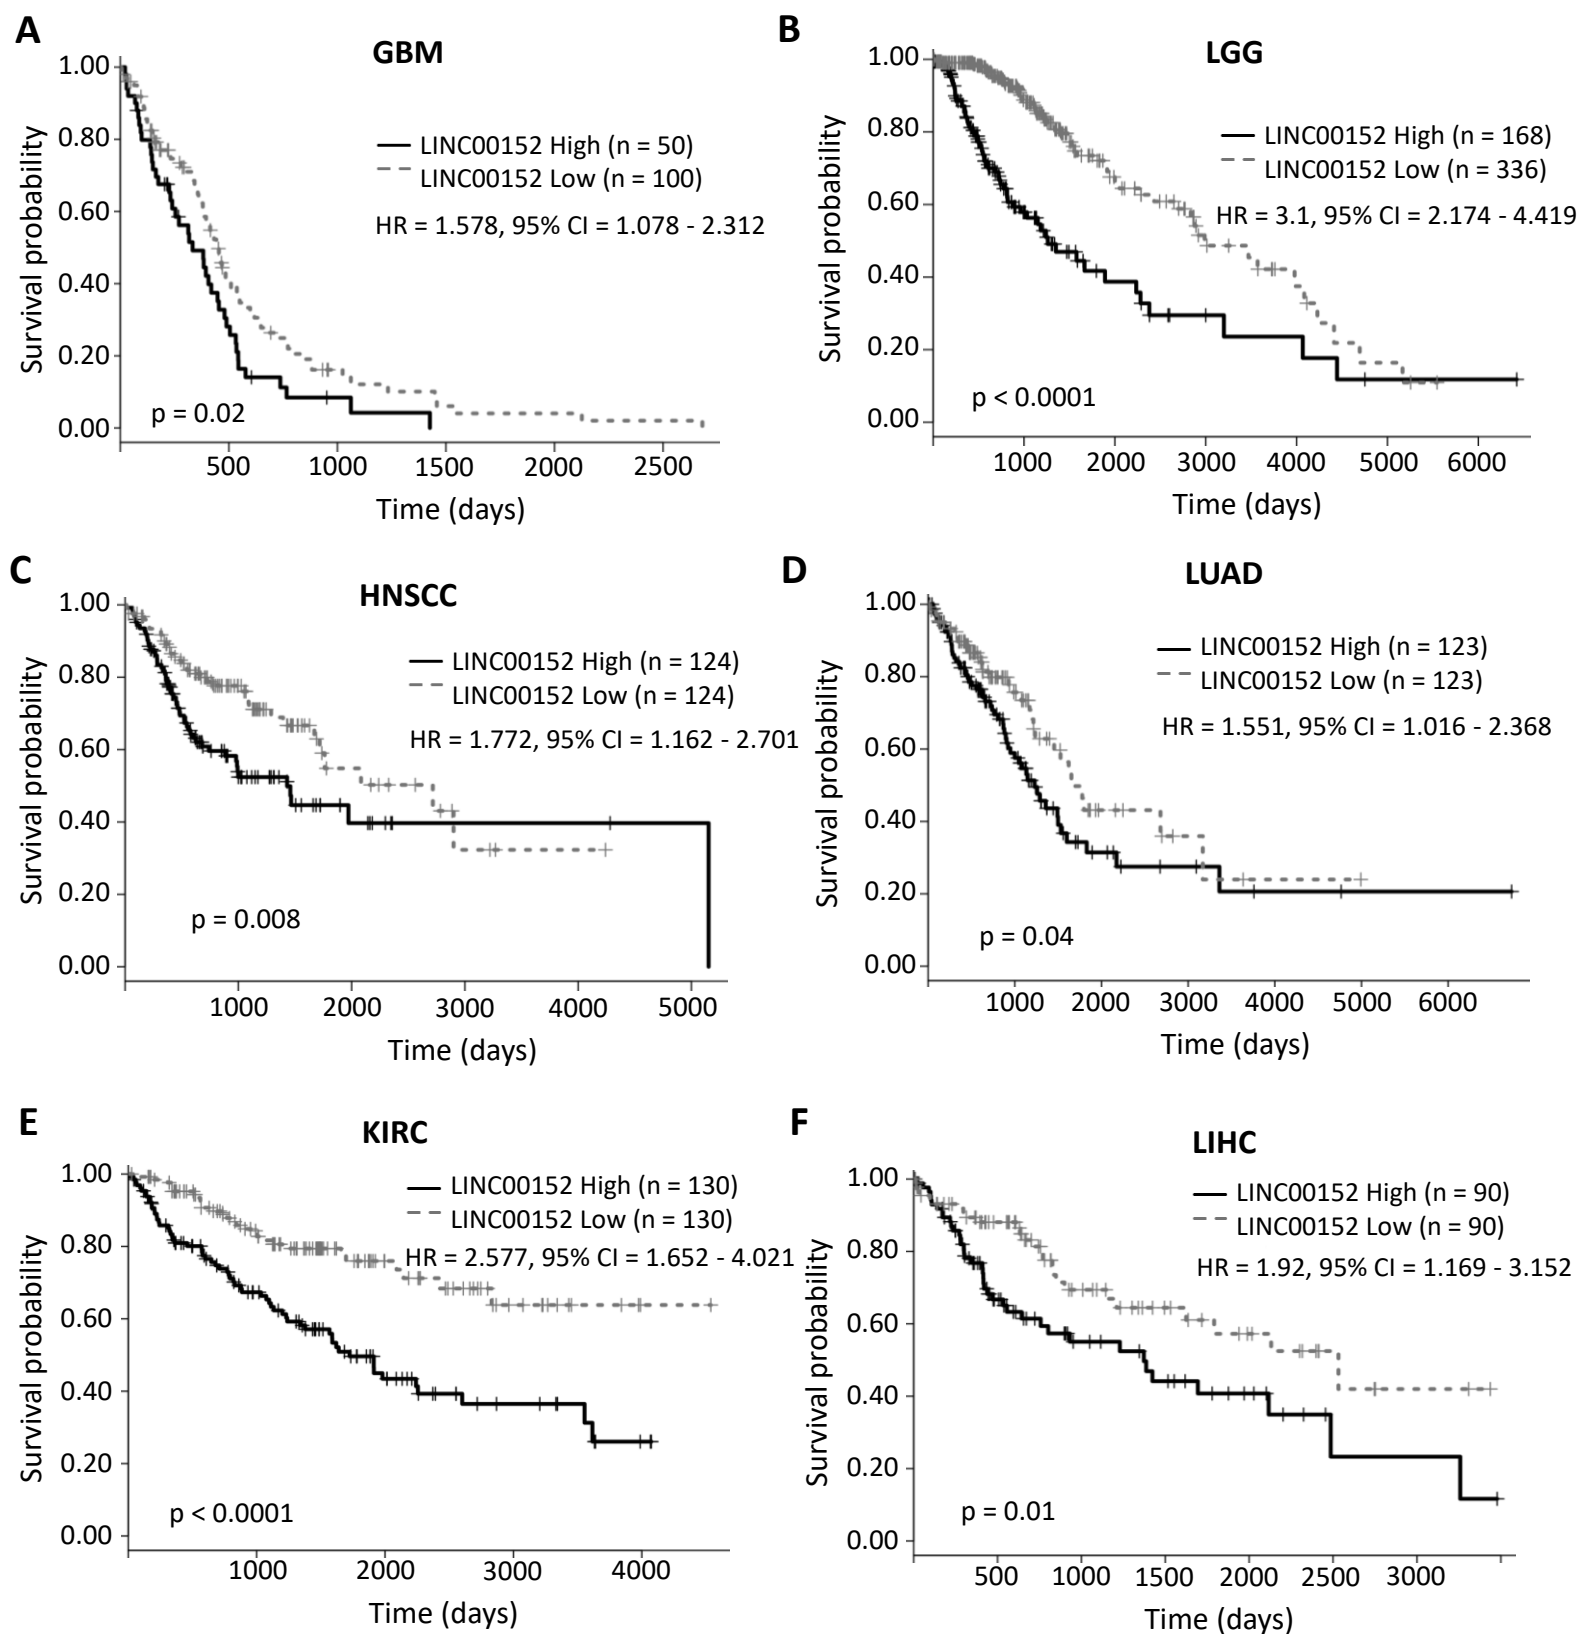 A
GBM
1.00
0.80
0.60
0.40
0.20
0.00
Survival probability
LINC00152 High (n = 50)
LINC00152 Low (n = 100)
HR = 1.578, 95% CI = 1.078 - 2.312
p = 0.02
500 1000 1500 2000 2500
Time (days)
B
LGG
1.00
0.80
0.60
0.40
0.20
0.00
Survival probability
LINC00152 High (n = 168)
LINC00152 Low (n = 336)
HR = 3.1, 95% CI = 2.174 - 4.419
p < 0.0001
1000 2000 3000 4000 5000 6000
Time (days)
C
HNSCC
1.00
0.80
0.60
0.40
0.20
0.00
Survival probability
LINC00152 High (n = 124)
LINC00152 Low (n = 124)
HR = 1.772, 95% CI = 1.162 - 2.701
p = 0.008
1000 2000 3000 4000 5000
Time (days)
D
LUAD
1.00
0.80
0.60
0.40
0.20
0.00
Survival probability
LINC00152 High (n = 123)
LINC00152 Low (n = 123)
HR = 1.551, 95% CI = 1.016 - 2.368
p = 0.04
1000 2000 3000 4000 5000 6000
Time (days)
E
KIRC
1.00
0.80
0.60
0.40
0.20
0.00
Survival probability
LINC00152 High (n = 130)
LINC00152 Low (n = 130)
HR = 2.577, 95% CI = 1.652 - 4.021
p < 0.0001
1000 2000 3000 4000
Time (days)
F
LIHC
1.00
0.80
0.60
0.40
0.20
0.00
Survival probability
LINC00152 High (n = 90)
LINC00152 Low (n = 90)
HR = 1.92, 95% CI = 1.169 - 3.152
p = 0.01
500 1000 1500 2000 2500 3000
Time (days)